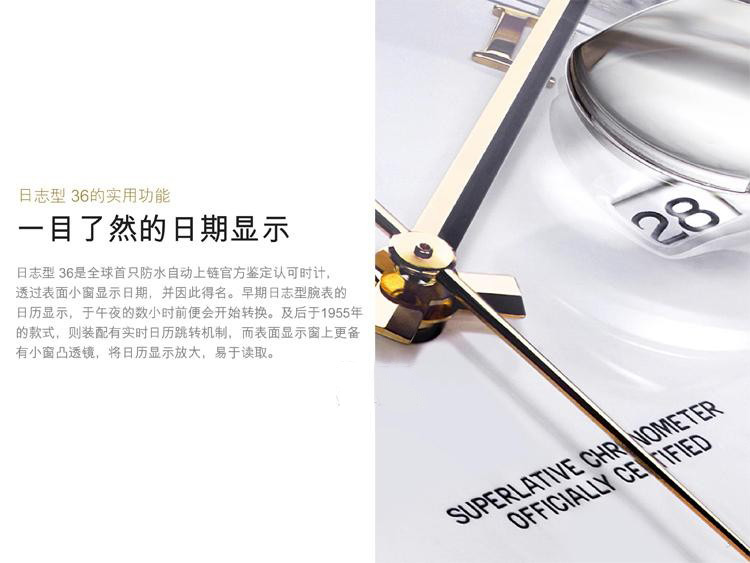 日志型 36的实用功能
一目了然的日期显示
日志型 36是全球首只防水自动上链官方鉴定认可时计，
透过表面小窗显示日期，并因此得名。早期日志型腕表的
日历显示，于午夜的数小时前便会开始转换。及后于1955年
的款式，则装配有实时日历跳转机制，而表面显示窗上更备
有小窗凸透镜，将日历显示放大，易于读取。
28
SUPERLATIVE CHRONOMETER
OFFICIALLY CERTIFIED